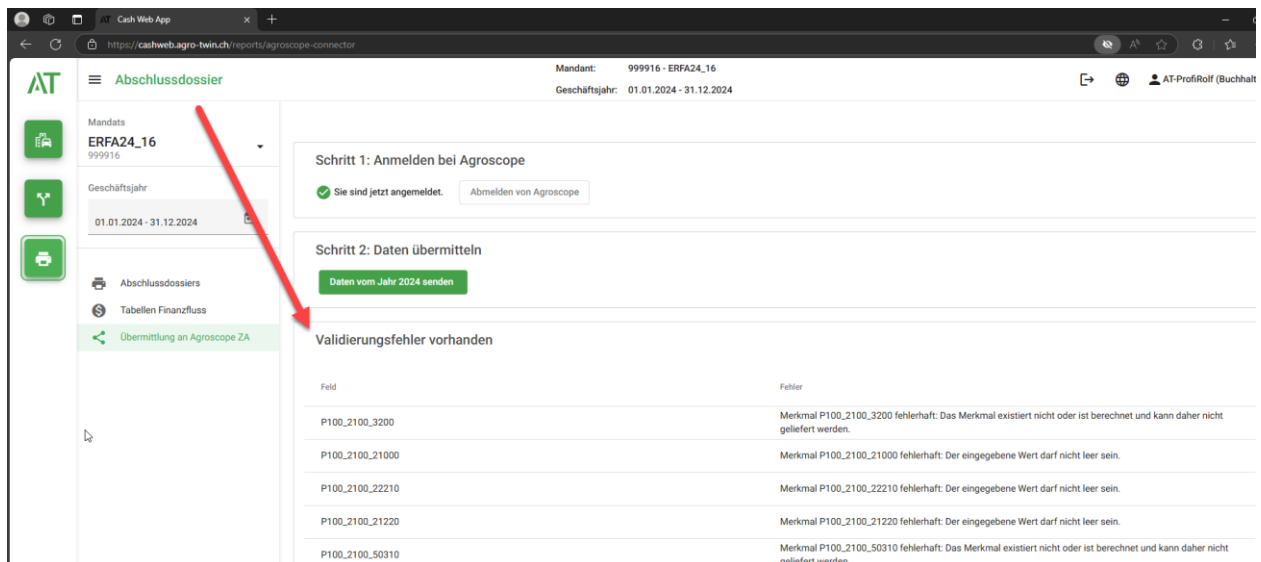 AT Cash Web App
https://cashweb.agro-twin.ch/reports/agroscope-connector
AT
Abschlussdossier
Mandant: 999916 - ERFA24_16
Geschäftsjahr: 01.01.2024 - 31.12.2024
AT-ProfiRolf (Buchhalt
Mandats
ERFA24_16
999916
Geschäftsjahr
01.01.2024 - 31.12.2024
Abschlussdossiers
Tabellen Finanzfluss
Übermittlung an Agroscope ZA
Schritt 1: Anmelden bei Agroscope
Sie sind jetzt angemeldet. Abmelden von Agroscope
Schritt 2: Daten übermitteln
Daten vom Jahr 2024 senden
Validierungsfehler vorhanden
Feld Fehler
P100_2100_3200 Merkmal P100_2100_3200 fehlerhaft: Das Merkmal existiert nicht oder ist berechnet und kann daher nicht
geliefert werden.
P100_2100_21000 Merkmal P100_2100_21000 fehlerhaft: Der eingegebene Wert darf nicht leer sein.
P100_2100_22210 Merkmal P100_2100_22210 fehlerhaft: Der eingegebene Wert darf nicht leer sein.
P100_2100_21220 Merkmal P100_2100_21220 fehlerhaft: Der eingegebene Wert darf nicht leer sein.
P100_2100_50310 Merkmal P100_2100_50310 fehlerhaft: Das Merkmal existiert nicht oder ist berechnet und kann daher nicht
geliefert werden.